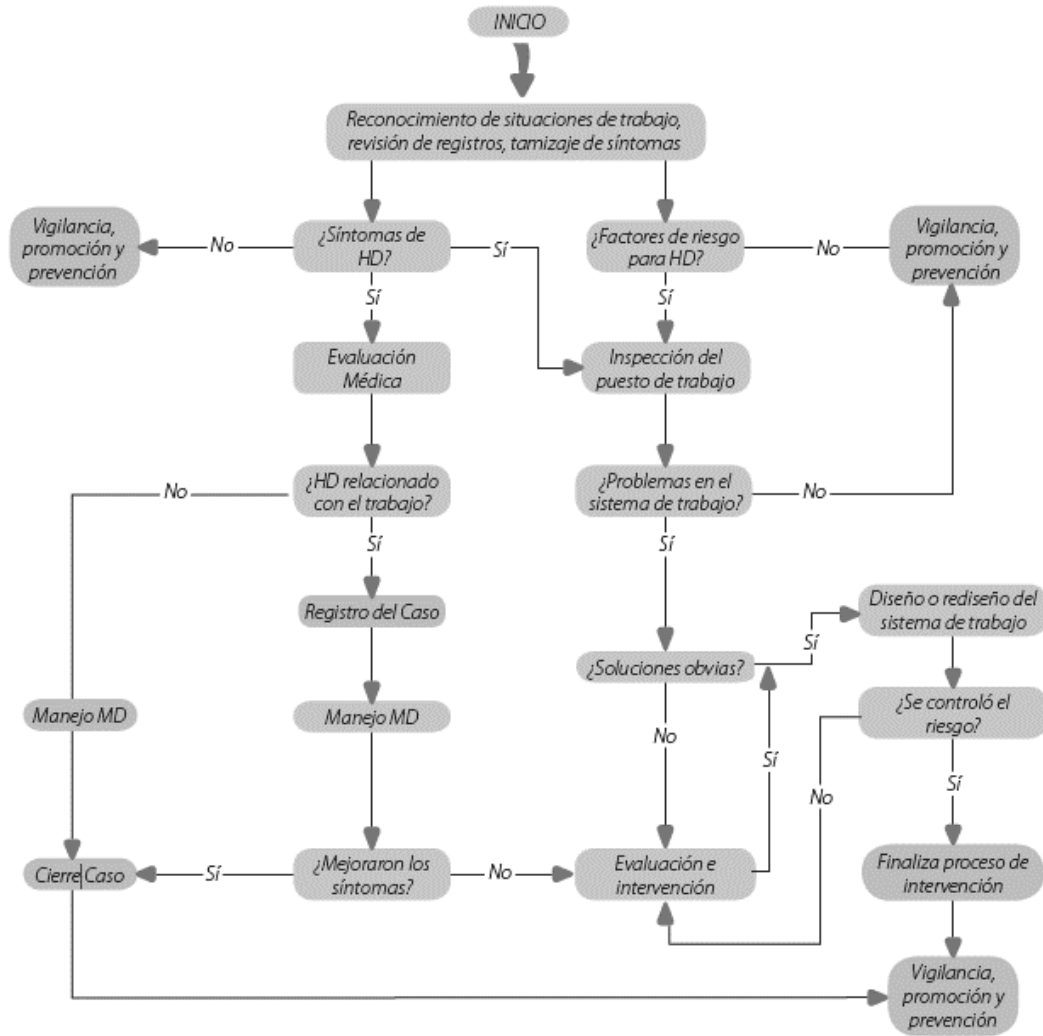 INICIO
Reconocimiento de situaciones de trabajo,
revisión de registros, tamizaje de síntomas
Vigilancia,
promoción y
prevención
No
¿Síntomas de
HD?
Sí
¿Factores de riesgo
para HD?
No
Vigilancia,
promoción y
prevención
Sí
Sí
Evaluación
Médica
Inspección del
puesto de trabajo
No
¿HD relacionado
con el trabajo?
¿Problemas en el
sistema de trabajo?
No
Sí
Sí
Registro del Caso
Diseño o rediseño del
sistema de trabajo
¿Soluciones obvias?
Sí
Manejo MD
Manejo MD
No
¿Se controló el
riesgo?
Sí
No
Sí
Cierre Caso
Sí
¿Mejoraron los
síntomas?
No
Evaluación e
intervención
Finaliza proceso de
intervención
Vigilancia,
promoción y
prevención